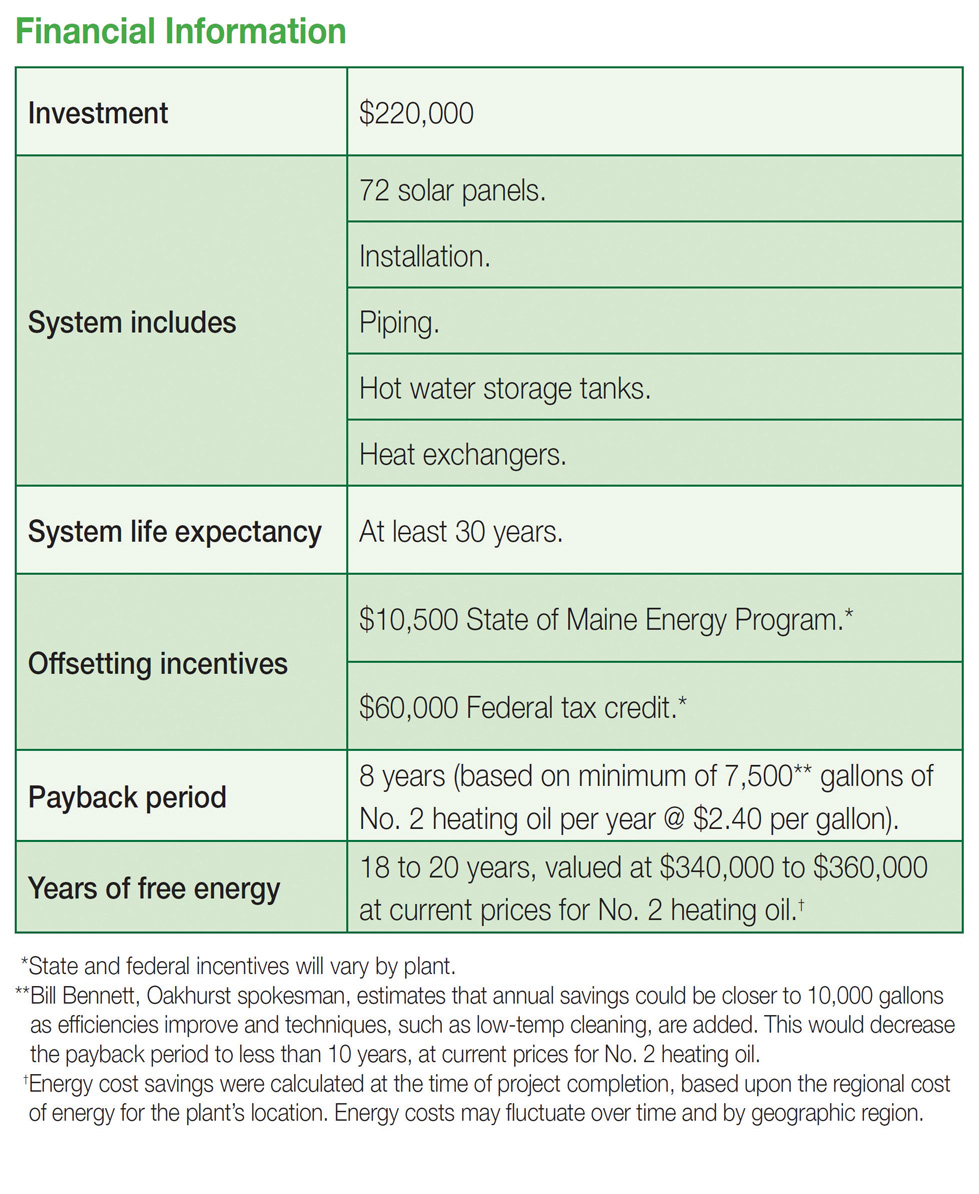 Financial Information
Investment
$220,000
System includes
72 solar panels.
Installation.
Piping.
Hot water storage tanks.
Heat exchangers.
System life expectancy
At least 30 years.
Offsetting incentives
$10,500 State of Maine Energy Program.*
$60,000 Federal tax credit.*
Payback period
8 years (based on minimum of 7,500** gallons of
No. 2 heating oil per year @ $2.40 per gallon).
Years of free energy
18 to 20 years, valued at $340,000 to $360,000
at current prices for No. 2 heating oil.†
*State and federal incentives will vary by plant.
**Bill Bennett, Oakhurst spokesman, estimates that annual savings could be closer to 10,000 gallons
as efficiencies improve and techniques, such as low-temp cleaning, are added. This would decrease
the payback period to less than 10 years, at current prices for No. 2 heating oil.
†Energy cost savings were calculated at the time of project completion, based upon the regional cost
of energy for the plant's location. Energy costs may fluctuate over time and by geographic region.